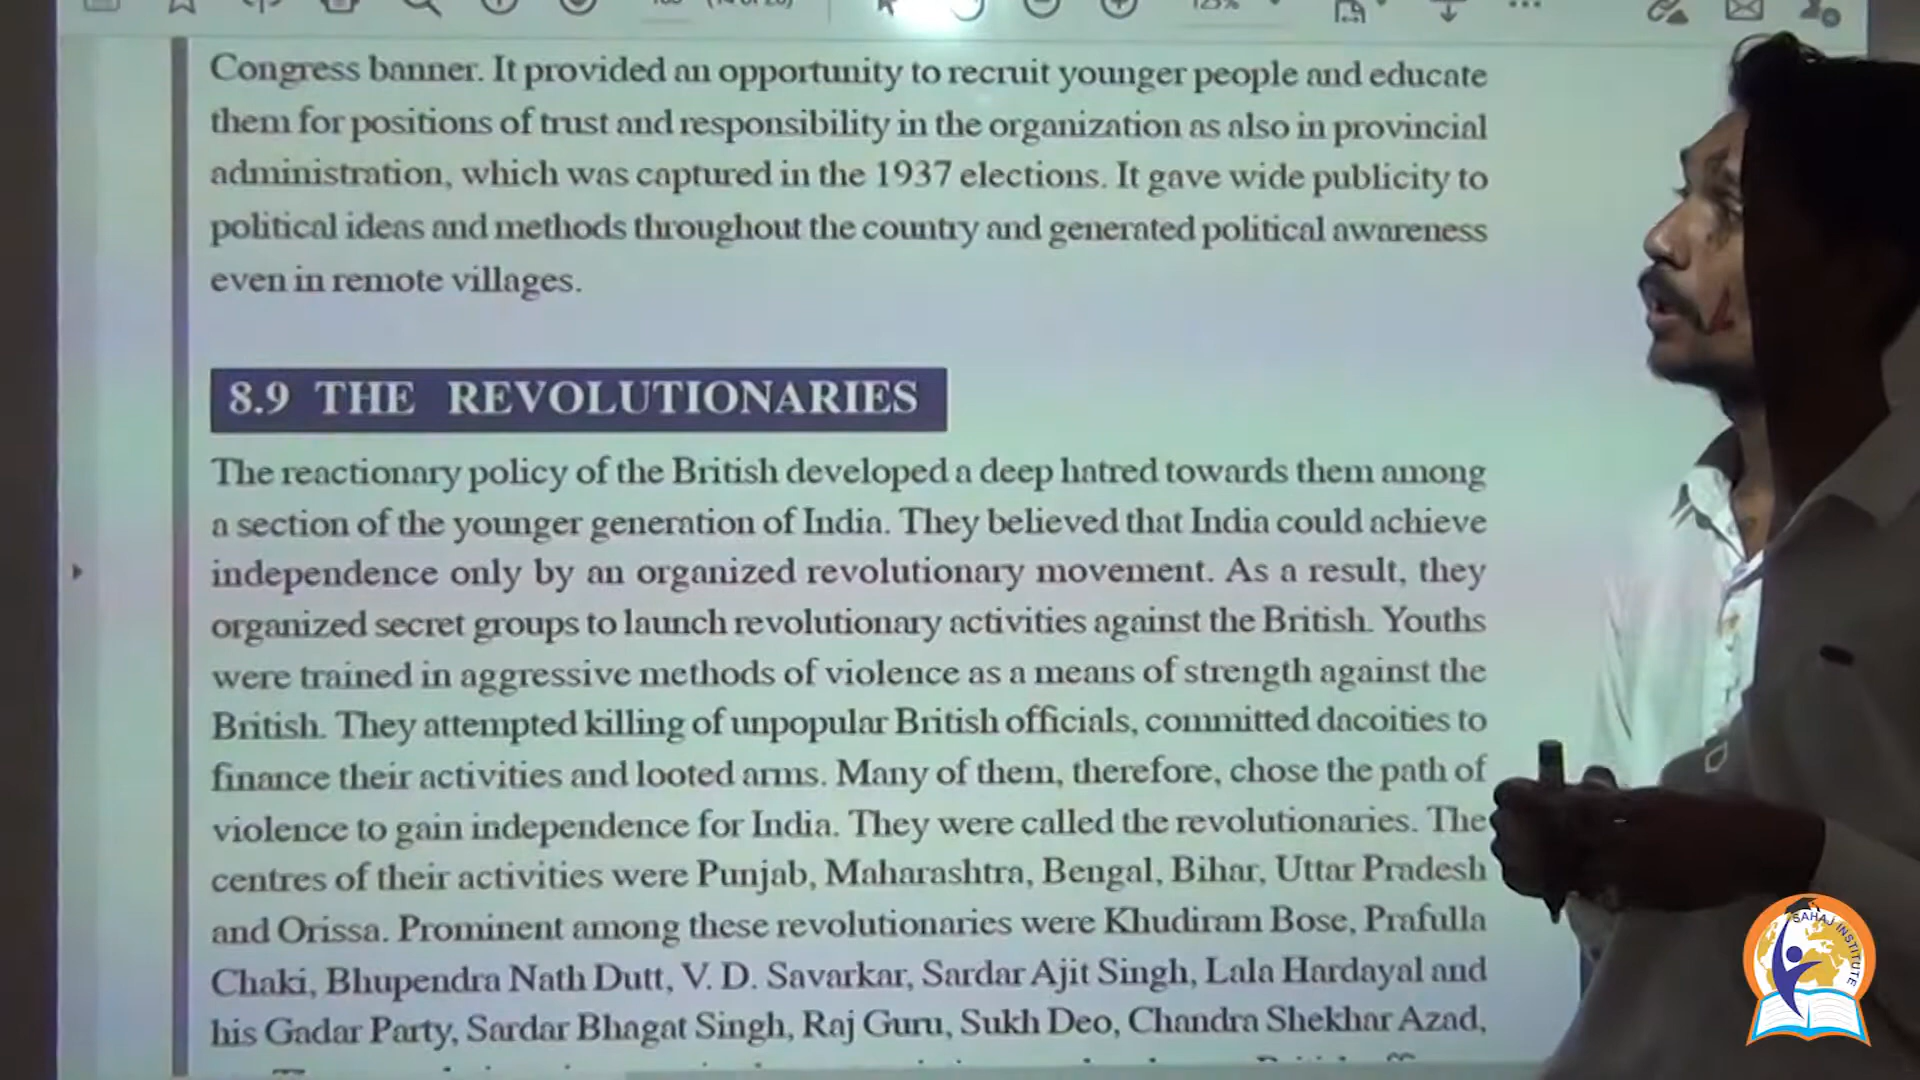 125%
Congress banner. It provided an opportunity to recruit younger people and educate
them for positions of trust and responsibility in the organization as also in provincial
administration, which was captured in the 1937 elections. It gave wide publicity to
political ideas and methods throughout the country and generated political awareness
even in remote villages.
8.9 THE REVOLUTIONARIES
The reactionary policy of the British developed a deep hatred towards them among
a section of the younger generation of India. They believed that India could achieve
independence only by an organized revolutionary movement. As a result, they
organized secret groups to launch revolutionary activities against the British. Youths
were trained in aggressive methods of violence as a means of strength against the
British. They attempted killing of unpopular British officials, committed dacoities to
finance their activities and looted arms. Many of them, therefore, chose the path of
violence to gain independence for India. They were called the revolutionaries. The
centres of their activities were Punjab, Maharashtra, Bengal, Bihar, Uttar Pradesh
and Orissa. Prominent among these revolutionaries were Khudiram Bose, Prafulla
Chaki, Bhupendra Nath Dutt, V. D. Savarkar, Sardar Ajit Singh, Lala Hardayal and
his Gadar Party, Sardar Bhagat Singh, Raj Guru, Sukh Deo, Chandra Shekhar Azad,
SAHAJ INSTITUTE